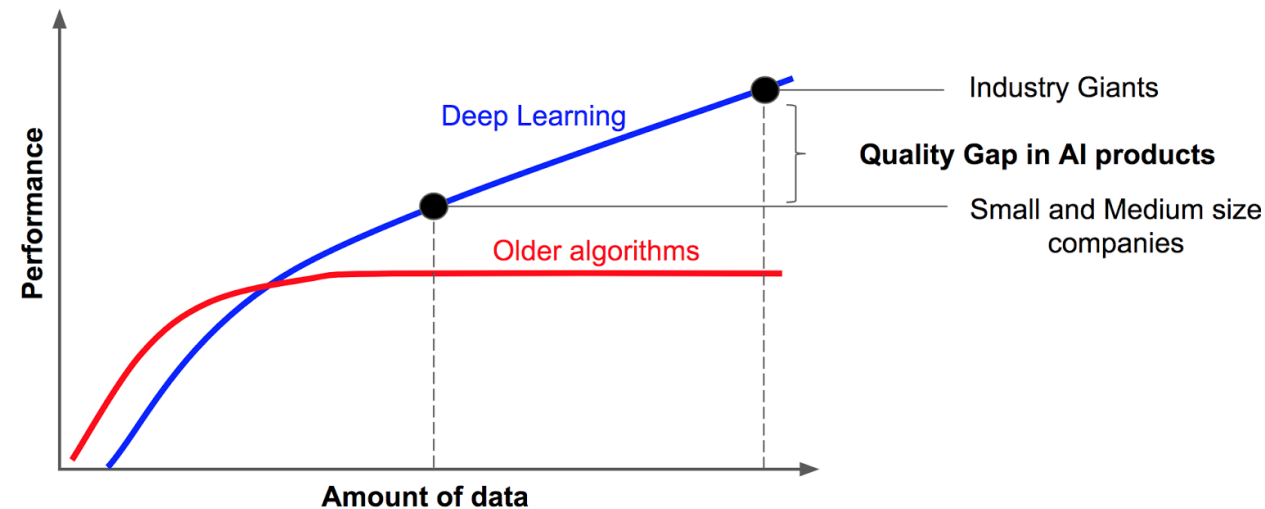 Industry Giants
Deep Learning
Quality Gap in AI products
Small and Medium size
companies
Older algorithms
Performance
Amount of data